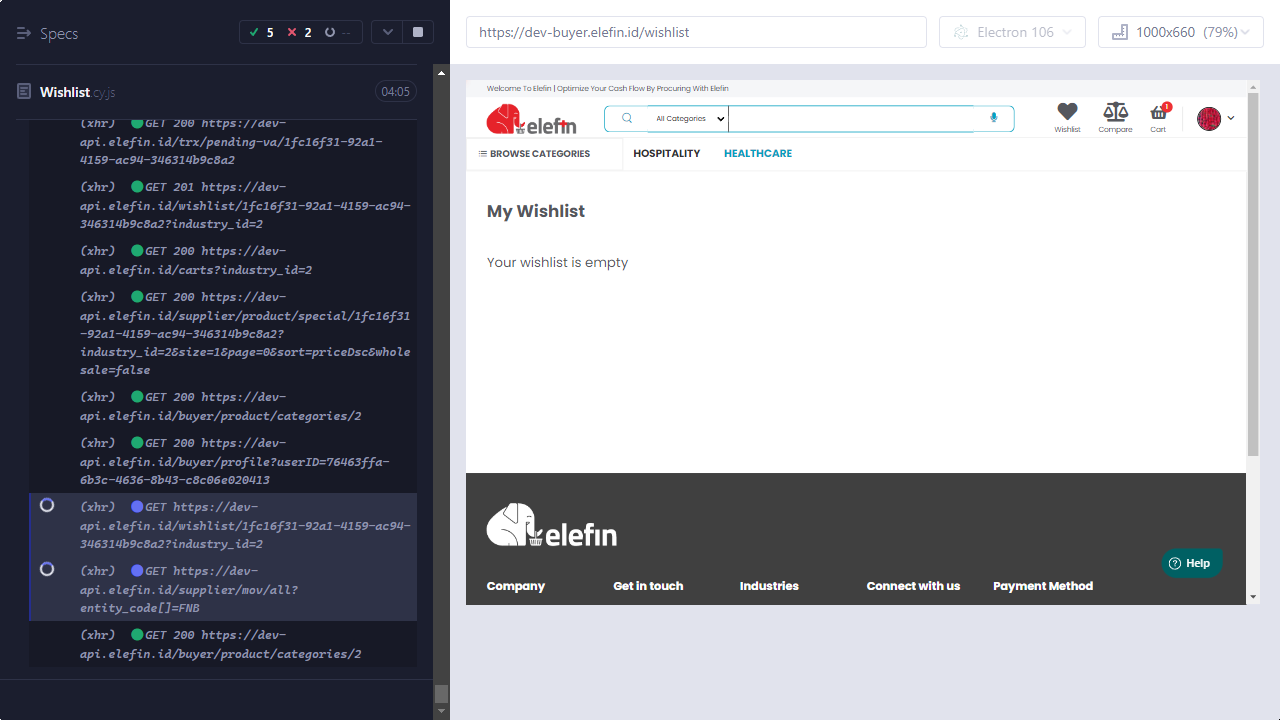 Specs
5 2 --
Wishlist.cy.js 04:05
(xhr) GET 200 https://dev-
api.elefin.id/trx/pending-va/1fc16f31-92a1-
4159-ac94-346314b9c8a2
(xhr) GET 201 https://dev-
api.elefin.id/wishlist/1fc16f31-92a1-4159-ac94-
346314b9c8a2?industry_id=2
(xhr) GET 200 https://dev-
api.elefin.id/carts?industry_id=2
(xhr) GET 200 https://dev-
api.elefin.id/supplier/product/special/1fc16f31
-92a1-4159-ac94-346314b9c8a2?
industry_id=2&size=1&page=0&sort=priceDsc&whole
sale=false
(xhr) GET 200 https://dev-
api.elefin.id/buyer/product/categories/2
(xhr) GET 200 https://dev-
api.elefin.id/buyer/profile?userID=76463ffa-
6b3c-4636-8b43-c8c06e020413
(xhr) GET https://dev-
api.elefin.id/wishlist/1fc16f31-92a1-4159-ac94-
346314b9c8a2?industry_id=2
(xhr) GET https://dev-
api.elefin.id/supplier/mov/all?
entity_code[]=FNB
(xhr) GET 200 https://dev-
api.elefin.id/buyer/product/categories/2
https://dev-buyer.elefin.id/wishlist
Electron 106
1000x660 (79%)
Welcome To Elefin | Optimize Your Cash Flow By Procuring With Elefin
elefin
All Categories
1
Wishlist Compare Cart
BROWSE CATEGORIES HOSPITALITY HEALTHCARE
My Wishlist
Your wishlist is empty
elefin
Help
Company Get in touch Industries Connect with us Payment Method